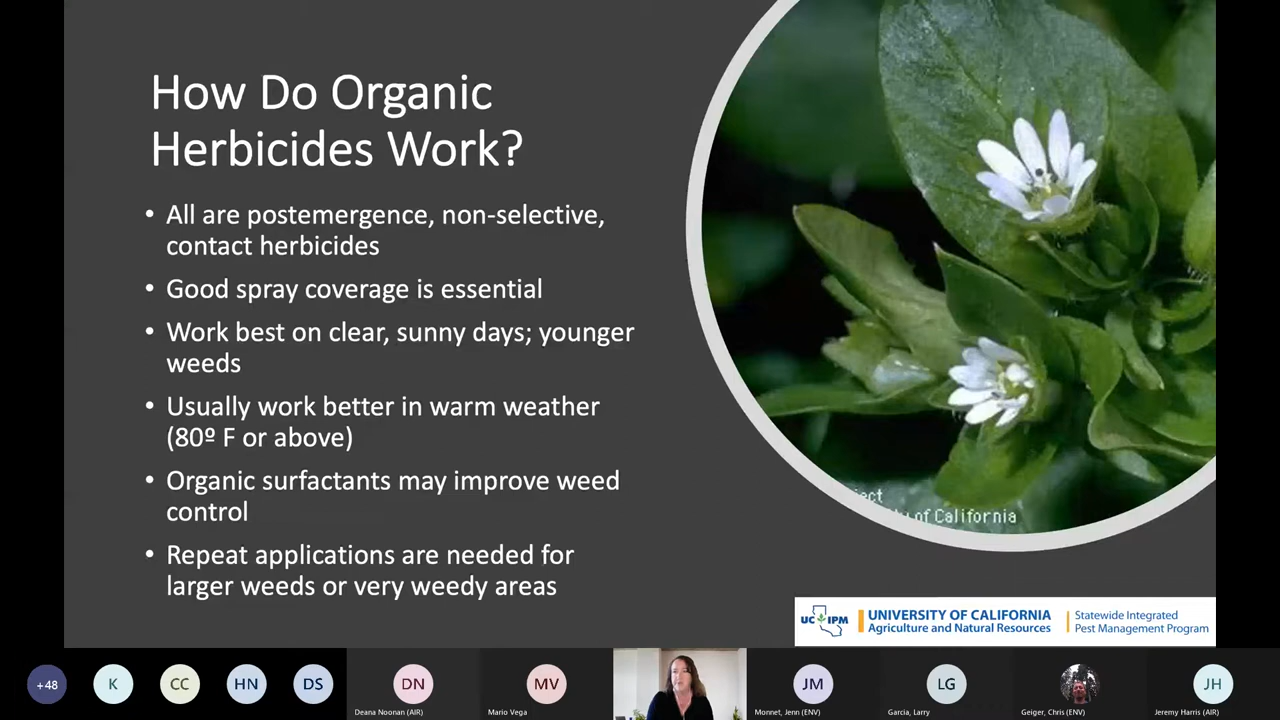 How Do Organic
Herbicides Work?
• All are postemergence, non-selective,
contact herbicides
• Good spray coverage is essential
• Work best on clear, sunny days; younger
weeds
• Usually work better in warm weather
(80º F or above)
• Organic surfactants may improve weed
control
• Repeat applications are needed for
larger weeds or very weedy areas
of California
UC IPM
UNIVERSITY OF CALIFORNIA
Agriculture and Natural Resources
Statewide Integrated
Pest Management Program
+48
K
CC
HN
DS
DN
Deana Noonan (AIR)
MV
Mario Vega
JM
Monnet, Jenn (ENV)
LG
Garcia, Larry
Geiger, Chris (ENV)
JH
Jeremy Harris (AIR)